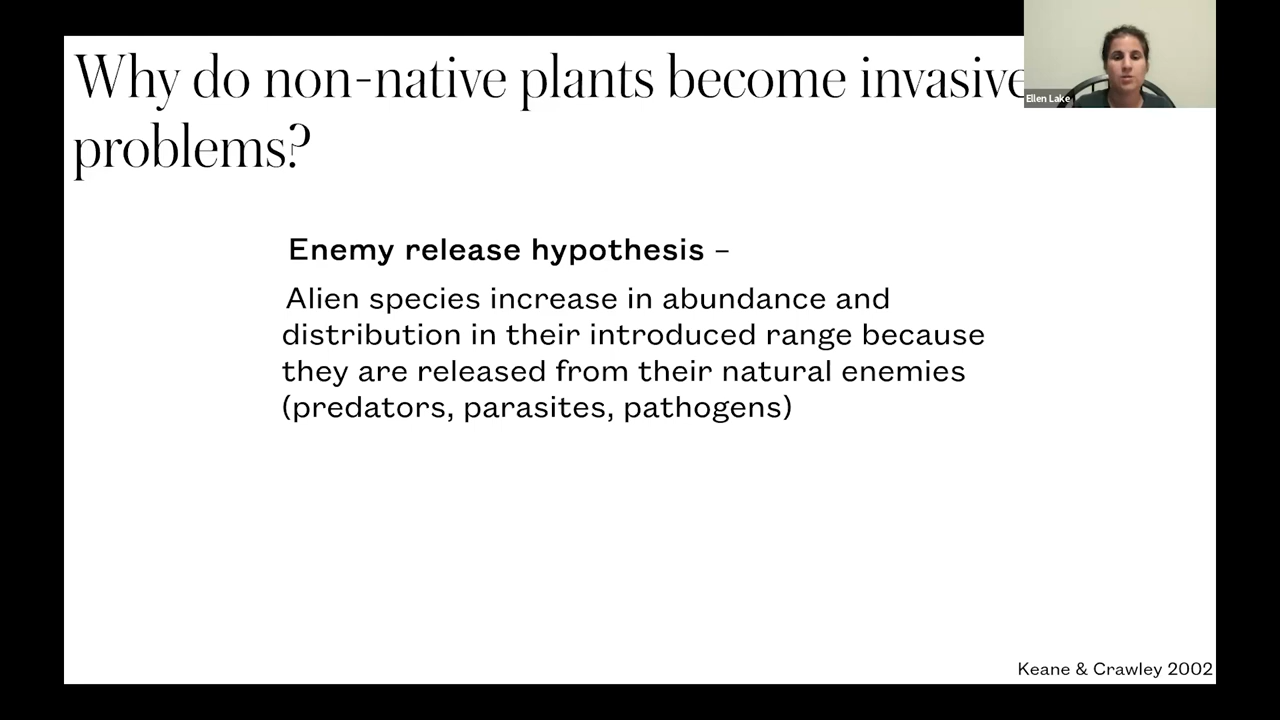 Why do non-native plants become invasive
problems?
Ellen Lake
Enemy release hypothesis –
Alien species increase in abundance and
distribution in their introduced range because
they are released from their natural enemies
(predators, parasites, pathogens)
Keane & Crawley 2002